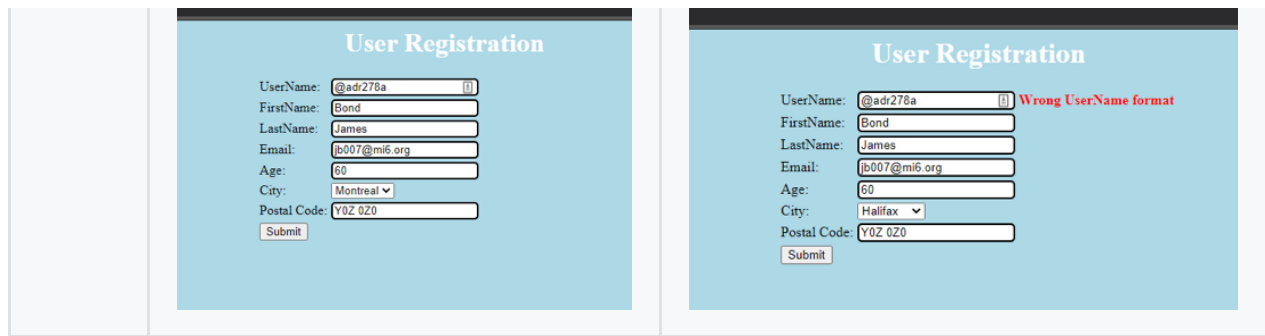 User Registration
UserName: @adr278a
FirstName: Bond
LastName: James
Email: jb007@mi6.org
Age: 60
City: Montreal
Postal Code: Y0Z 0Z0
Submit
User Registration
UserName: @adr278a Wrong UserName format
FirstName: Bond
LastName: James
Email: jb007@mi6.org
Age: 60
City: Halifax
Postal Code: Y0Z 0Z0
Submit